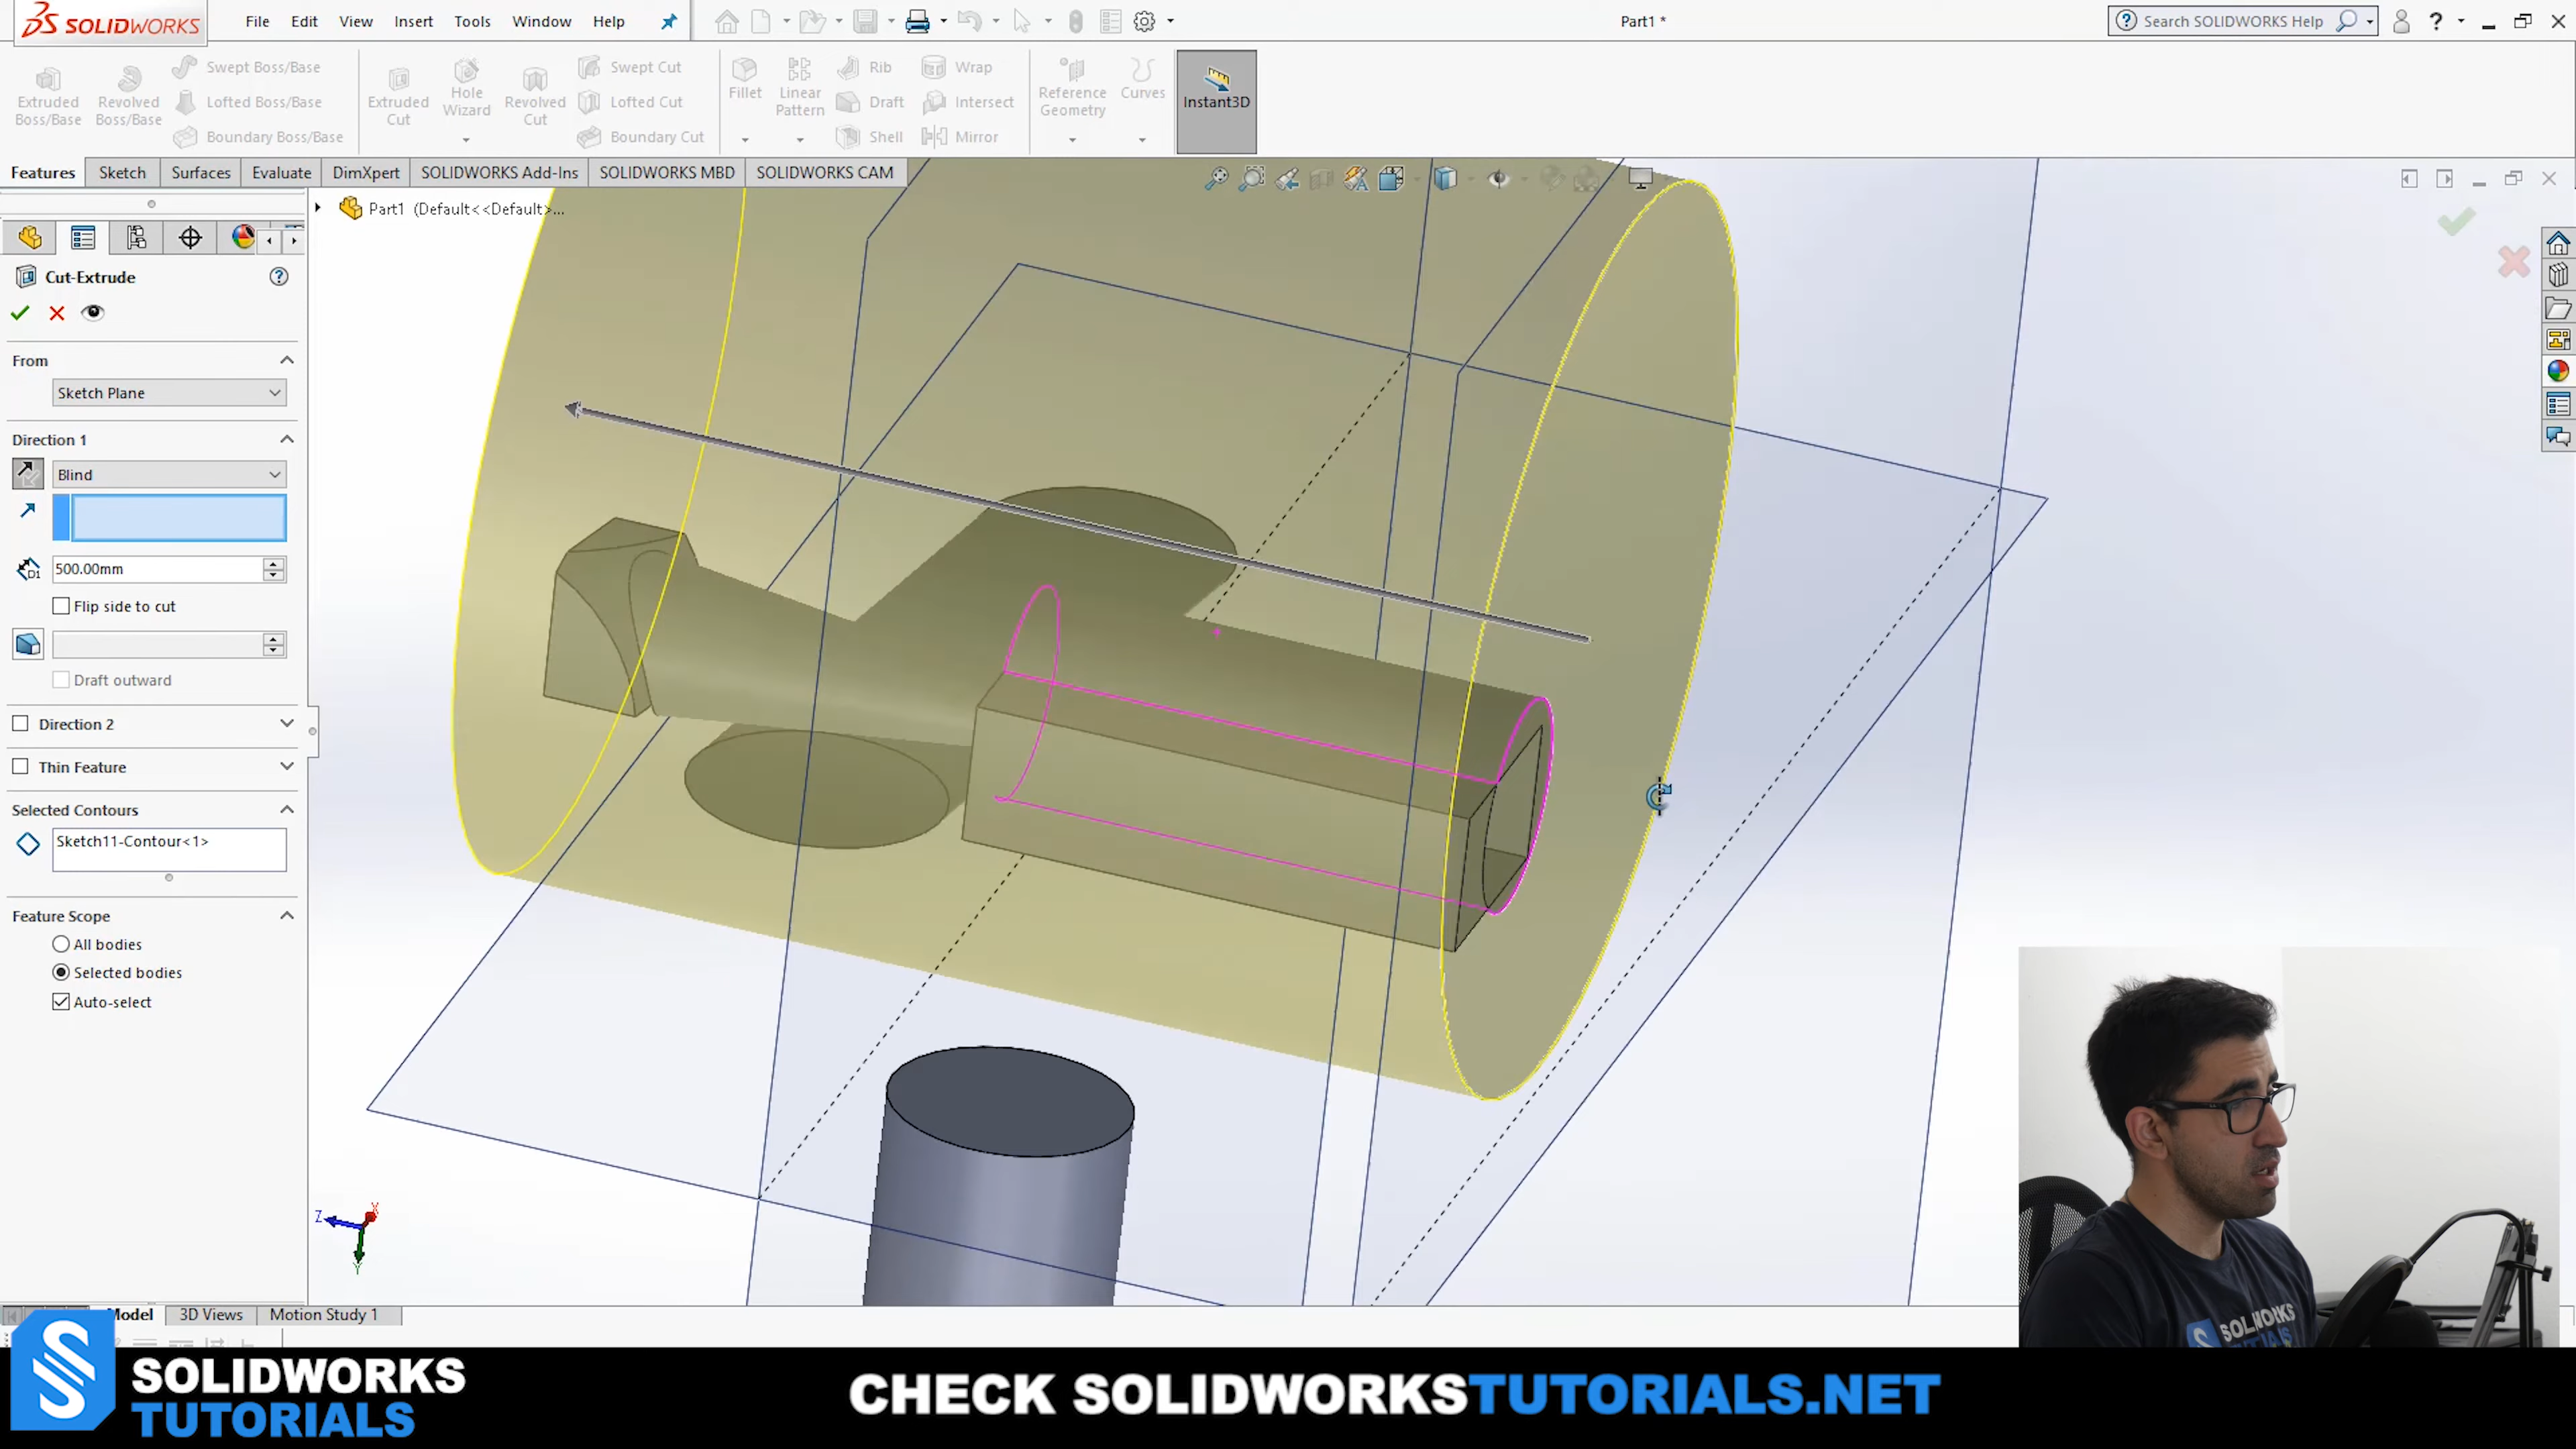 SOLIDWORKS
File Edit View Insert Tools Window Help
Part1 *
Search SOLIDWORKS Help
Extruded Boss/Base
Revolved Boss/Base
Swept Boss/Base
Lofted Boss/Base
Boundary Boss/Base
Extruded Cut
Hole Wizard
Revolved Cut
Swept Cut
Lofted Cut
Boundary Cut
Fillet
Linear Pattern
Rib
Draft
Shell
Wrap
Intersect
Mirror
Reference Geometry
Curves
Instant3D
Features Sketch Surfaces Evaluate DimXpert SOLIDWORKS Add-Ins SOLIDWORKS MBD SOLIDWORKS CAM
Part1 (Default<<Default>...
Cut-Extrude
From
Sketch Plane
Direction 1
Blind
D1
500.00mm
Flip side to cut
Draft outward
Direction 2
Thin Feature
Selected Contours
Sketch11-Contour<1>
Feature Scope
All bodies
Selected bodies
Auto-select
Z X
Y
Model 3D Views Motion Study 1
SOLIDWORKS
TUTORIALS
CHECK SOLIDWORKSTUTORIALS.NET